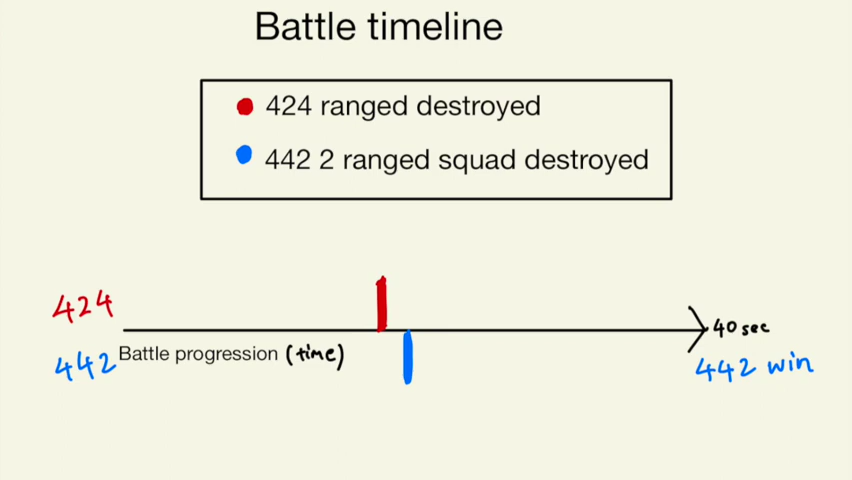 Battle timeline
424 ranged destroyed
442 2 ranged squad destroyed
424
40 sec
442 Battle progression (time)
442 win